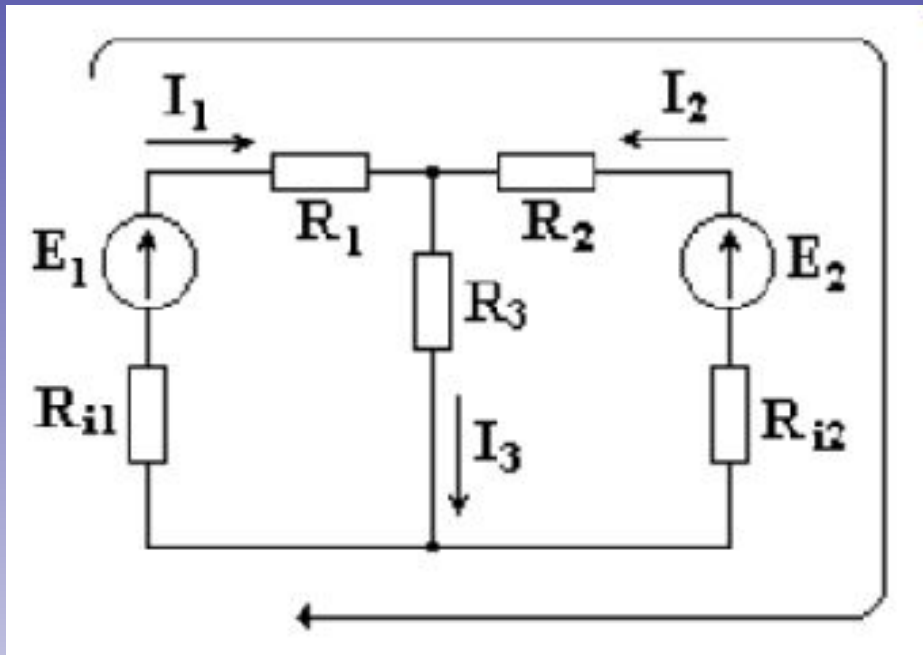 I₁ I₂
R₁ R₂
E₁ E₂
R₃
Rᵢ₁ Rᵢ₂
I₃